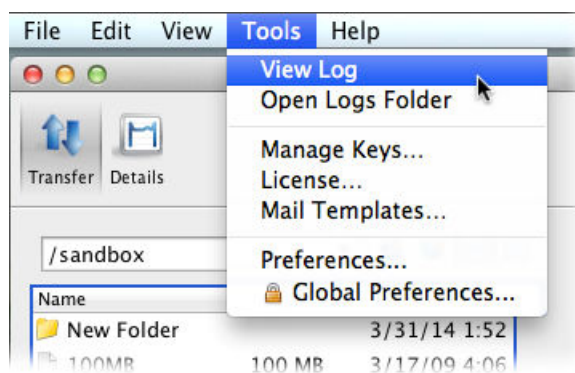 File Edit View Tools Help
View Log
Open Logs Folder
Manage Keys...
License...
Mail Templates...
Preferences...
Global Preferences...
Transfer Details
/sandbox
Name
New Folder 3/31/14 1:52
100MB 100 MB 3/17/09 4:06